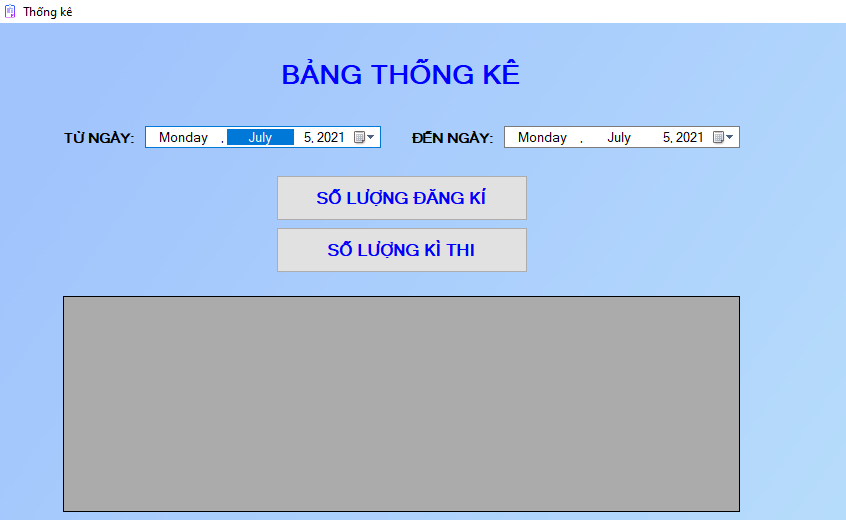 Thống kê
BẢNG THỐNG KÊ
TỪ NGÀY: Monday , July 5, 2021 ĐẾN NGÀY: Monday , July 5, 2021
SỐ LƯỢNG ĐĂNG KÍ
SỐ LƯỢNG KÌ THI